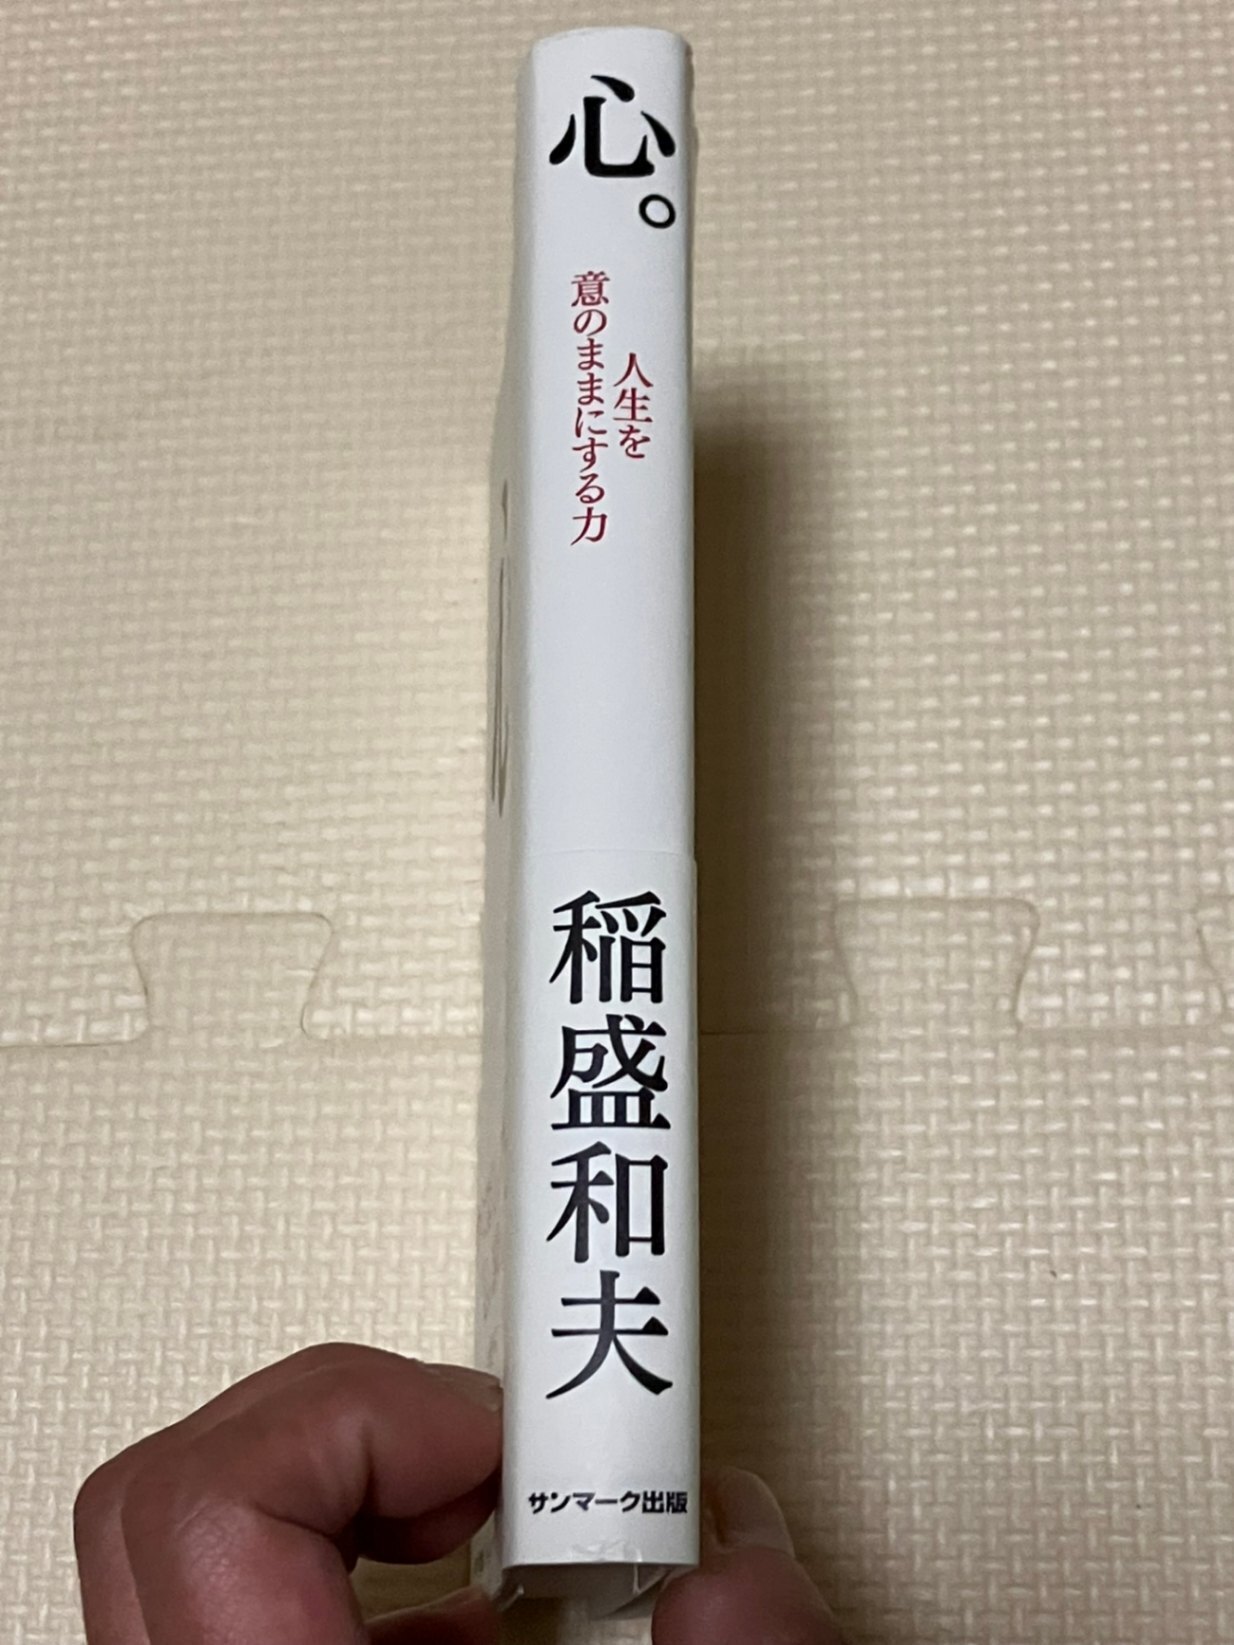 心。
人生を
意のままにする力
稲盛和夫
サンマーク出版